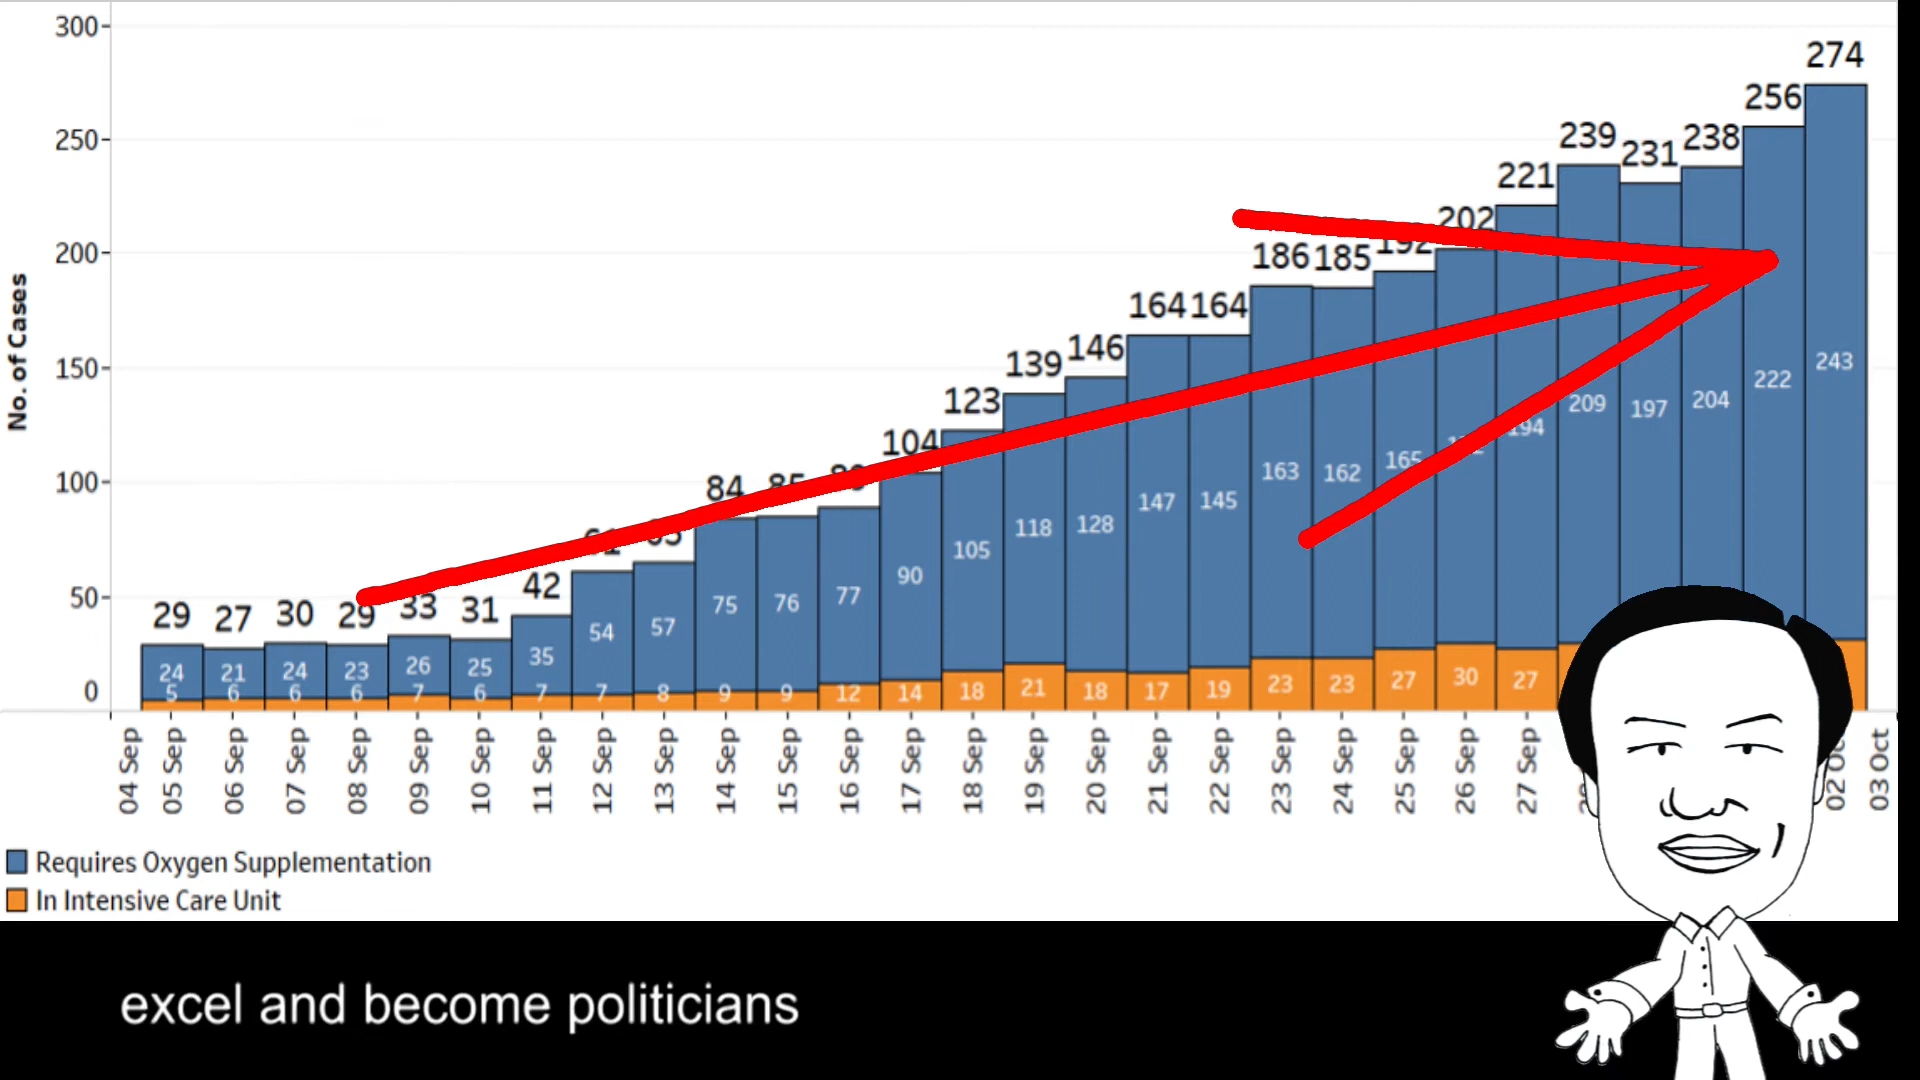 300
250
200
150
100
50
0
No. of Cases
29 27 30 29 33 31 42 84 104 123 139 146 164 164 186 185 192 202 221 239 231 238 256 274
24 21 24 23 26 25 35 54 57 75 76 77 90 105 118 128 147 145 163 162 165 194 209 197 204 222 243
5 6 6 6 7 6 7 7 8 9 9 12 14 18 21 18 17 19 23 23 27 30 27
04 Sep 05 Sep 06 Sep 07 Sep 08 Sep 09 Sep 10 Sep 11 Sep 12 Sep 13 Sep 14 Sep 15 Sep 16 Sep 17 Sep 18 Sep 19 Sep 20 Sep 21 Sep 22 Sep 23 Sep 24 Sep 25 Sep 26 Sep 27 Sep 02 Oct 03 Oct
Requires Oxygen Supplementation
In Intensive Care Unit
excel and become politicians